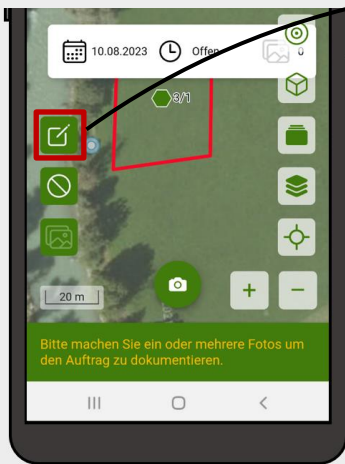 10.08.2023 Offen 0
3/1
20 m
+ −
Bitte machen Sie ein oder mehrere Fotos um
den Auftrag zu dokumentieren.